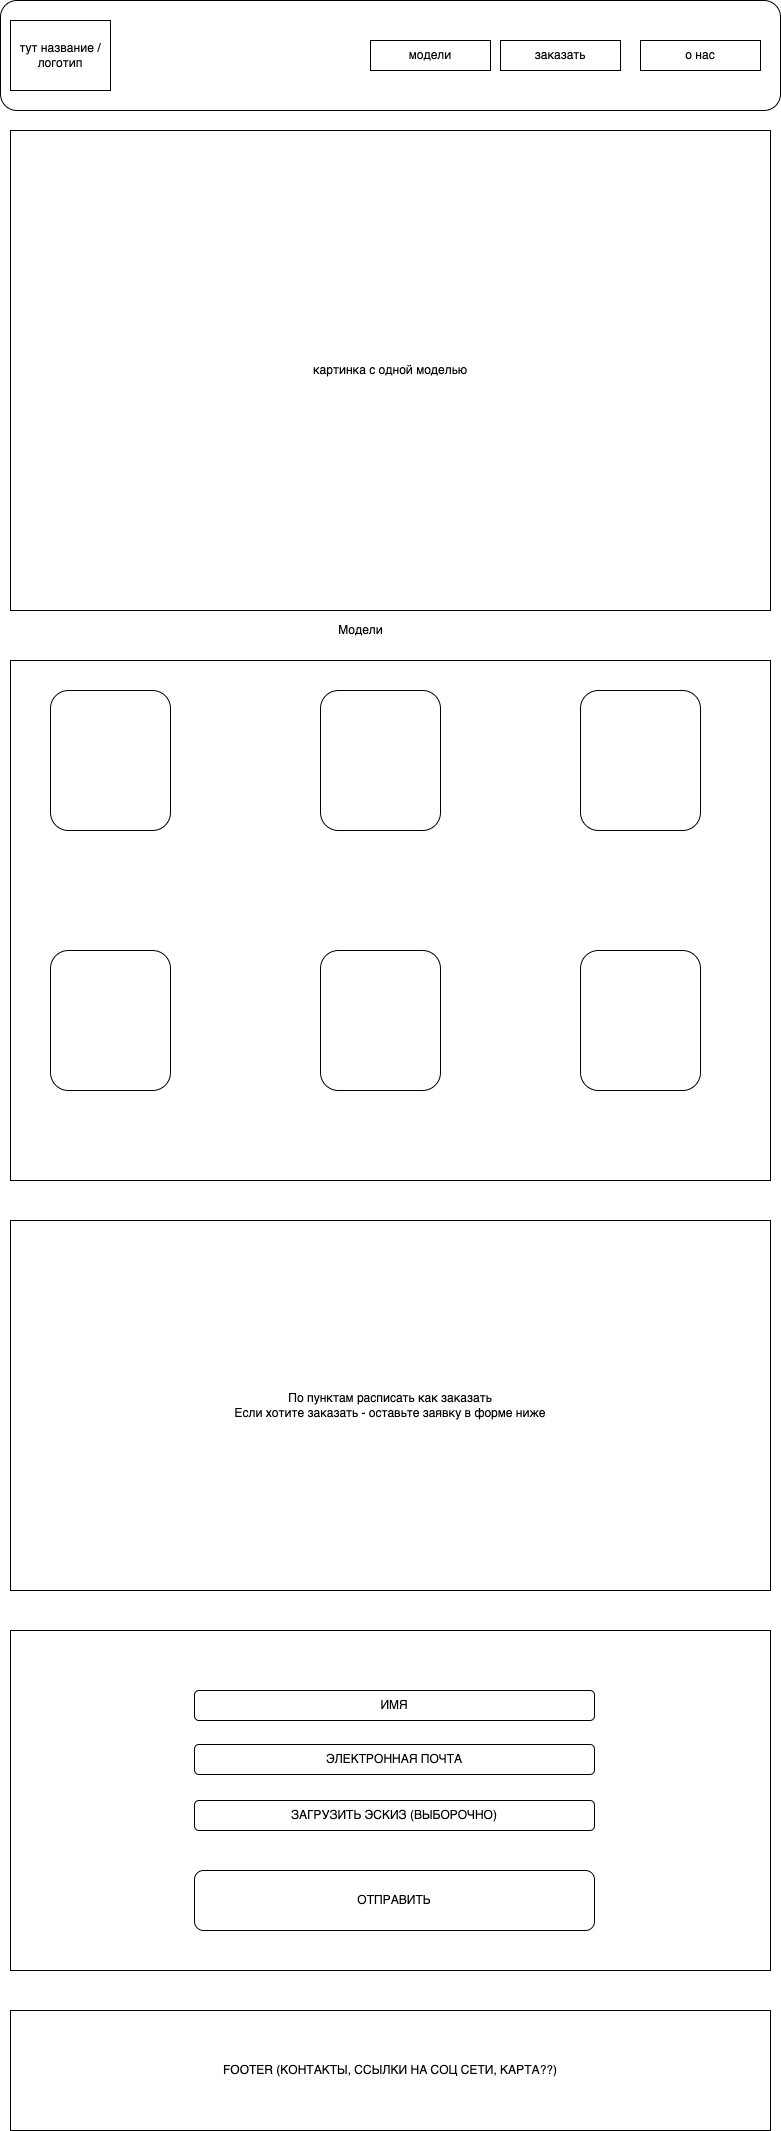 тут название /
логотип
модели
заказать
о нас
картинка с одной моделью
Модели
По пунктам расписать как заказать
Если хотите заказать - оставьте заявку в форме ниже
ИМЯ
ЭЛЕКТРОННАЯ ПОЧТА
ЗАГРУЗИТЬ ЭСКИЗ (ВЫБОРОЧНО)
ОТПРАВИТЬ
FOOTER (КОНТАКТЫ, ССЫЛКИ НА СОЦ СЕТИ, КАРТА??)